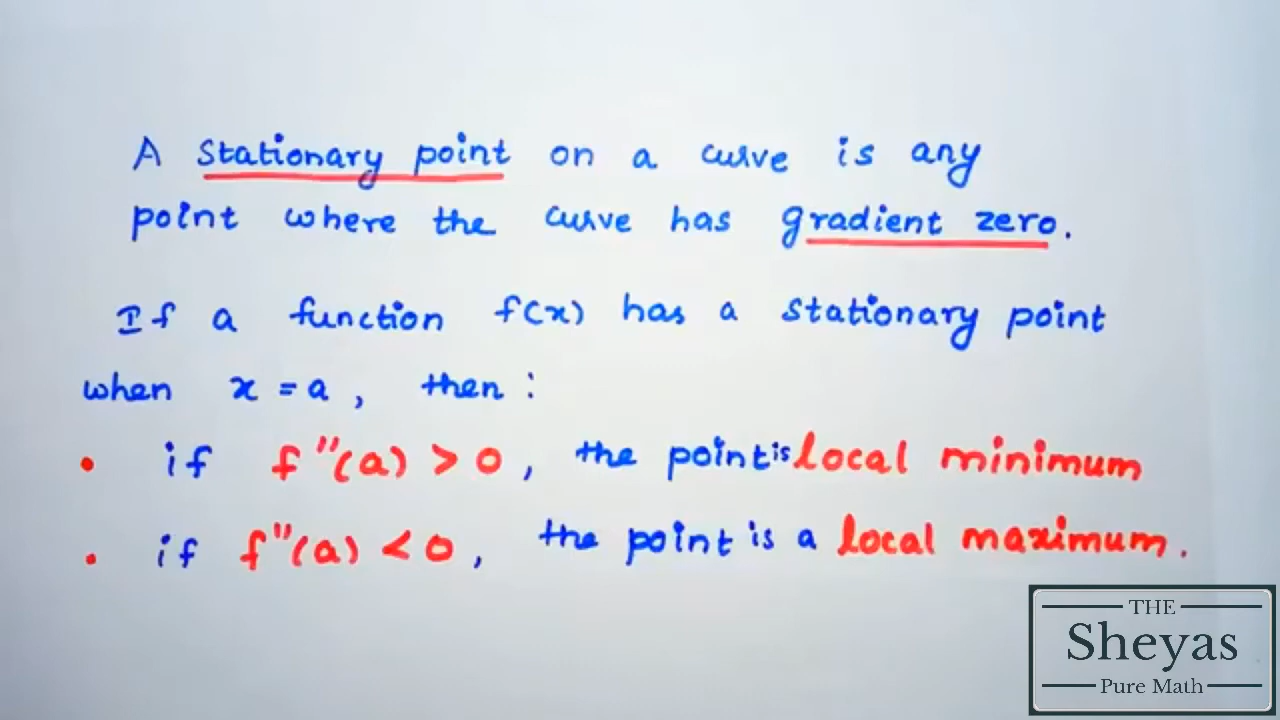 A stationary point on a curve is any
point where the curve has gradient zero.
If a function f(x) has a stationary point
when x = a, then :
• if f''(a) > 0, the point is local minimum
• if f''(a) < 0, the point is a local maximum.
THE
Sheyas
Pure Math